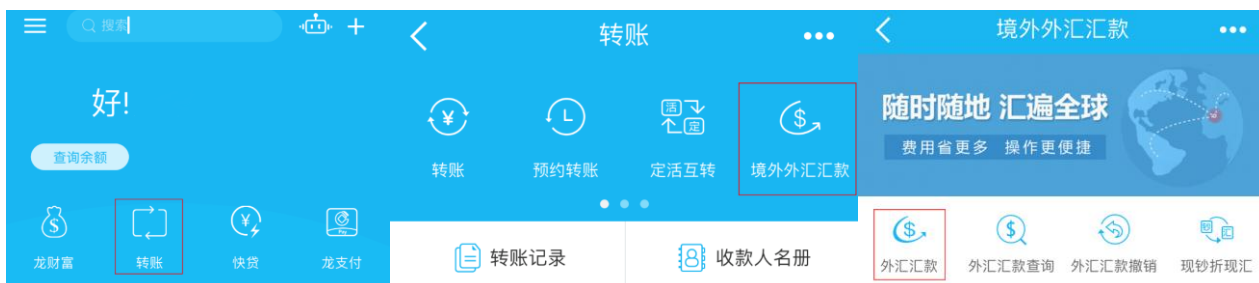 搜索
好!
查询余额
龙财富
转账
快贷
Pay
龙支付
转账
¥
活
定
$
转账
预约转账
定活互转
境外外汇汇款
转账记录
收款人名册
境外外汇汇款
随时随地 汇遍全球
费用省更多 操作更便捷
外汇汇款
外汇汇款查询
外汇汇款撤销
现钞折现汇